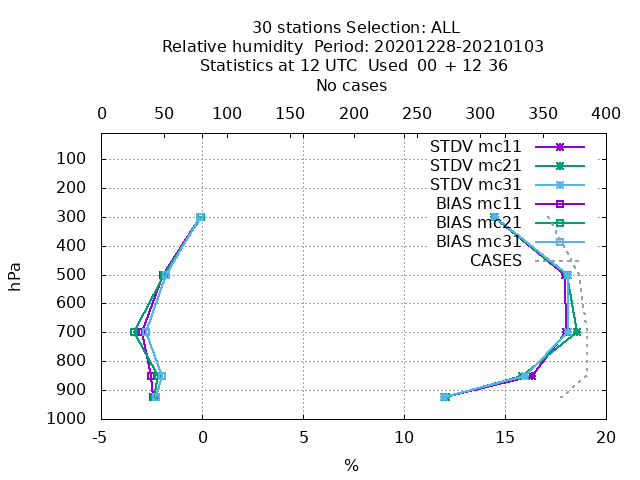 30 stations Selection: ALL
Relative humidity  Period: 20201228-20210103
Statistics at 12 UTC  Used  00 + 12 36
No cases
0 50 100 150 200 250 300 350 400
STDV mc11
STDV mc21
STDV mc31
BIAS mc11
BIAS mc21
BIAS mc31
CASES
100
200
300
400
500
600
700
800
900
1000
hPa
-5 0 5 10 15 20
%